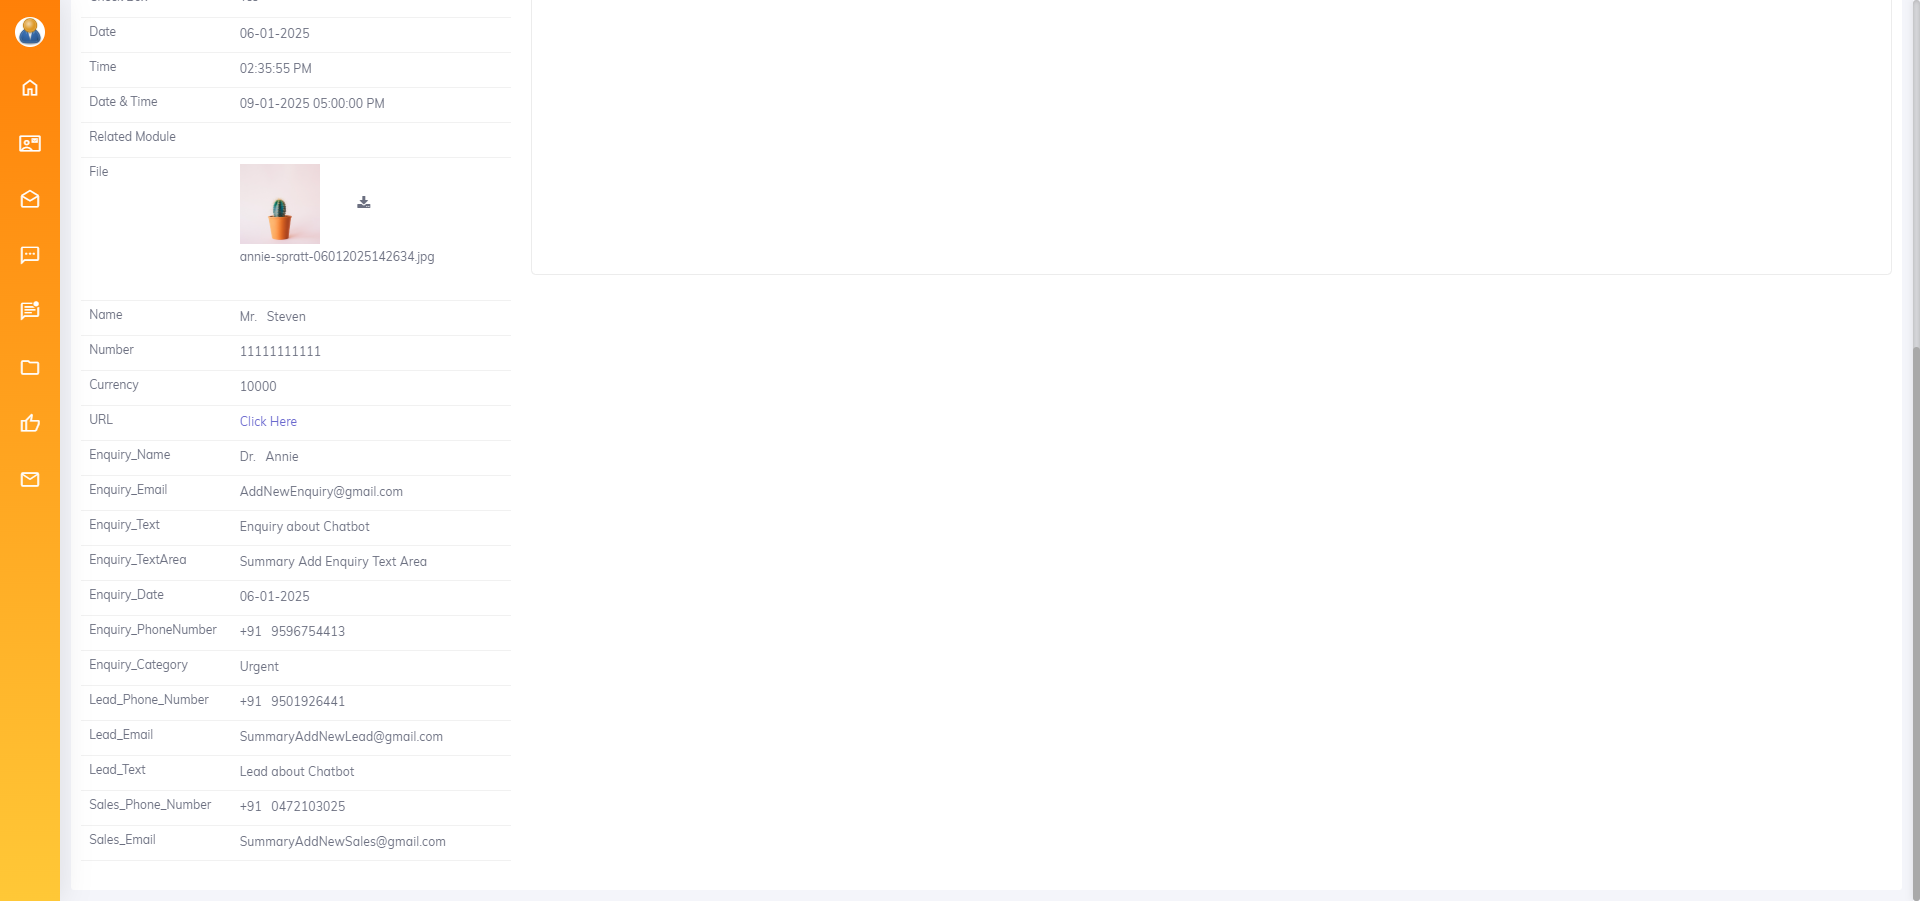 Date 06-01-2025
Time 02:35:55 PM
Date & Time 09-01-2025 05:00:00 PM
Related Module
File
annie-spratt-06012025142634.jpg
Name Mr. Steven
Number 11111111111
Currency 10000
URL Click Here
Enquiry_Name Dr. Annie
Enquiry_Email AddNewEnquiry@gmail.com
Enquiry_Text Enquiry about Chatbot
Enquiry_TextArea Summary Add Enquiry Text Area
Enquiry_Date 06-01-2025
Enquiry_PhoneNumber +91 9596754413
Enquiry_Category Urgent
Lead_Phone_Number +91 9501926441
Lead_Email SummaryAddNewLead@gmail.com
Lead_Text Lead about Chatbot
Sales_Phone_Number +91 0472103025
Sales_Email SummaryAddNewSales@gmail.com